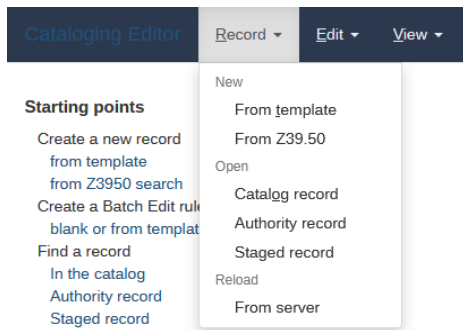 Cataloging Editor Record Edit View
New
From template
From Z39.50
Open
Catalog record
Authority record
Staged record
Reload
From server
Starting points
Create a new record
from template
from Z3950 search
Create a Batch Edit rul
blank or from templat
Find a record
In the catalog
Authority record
Staged record